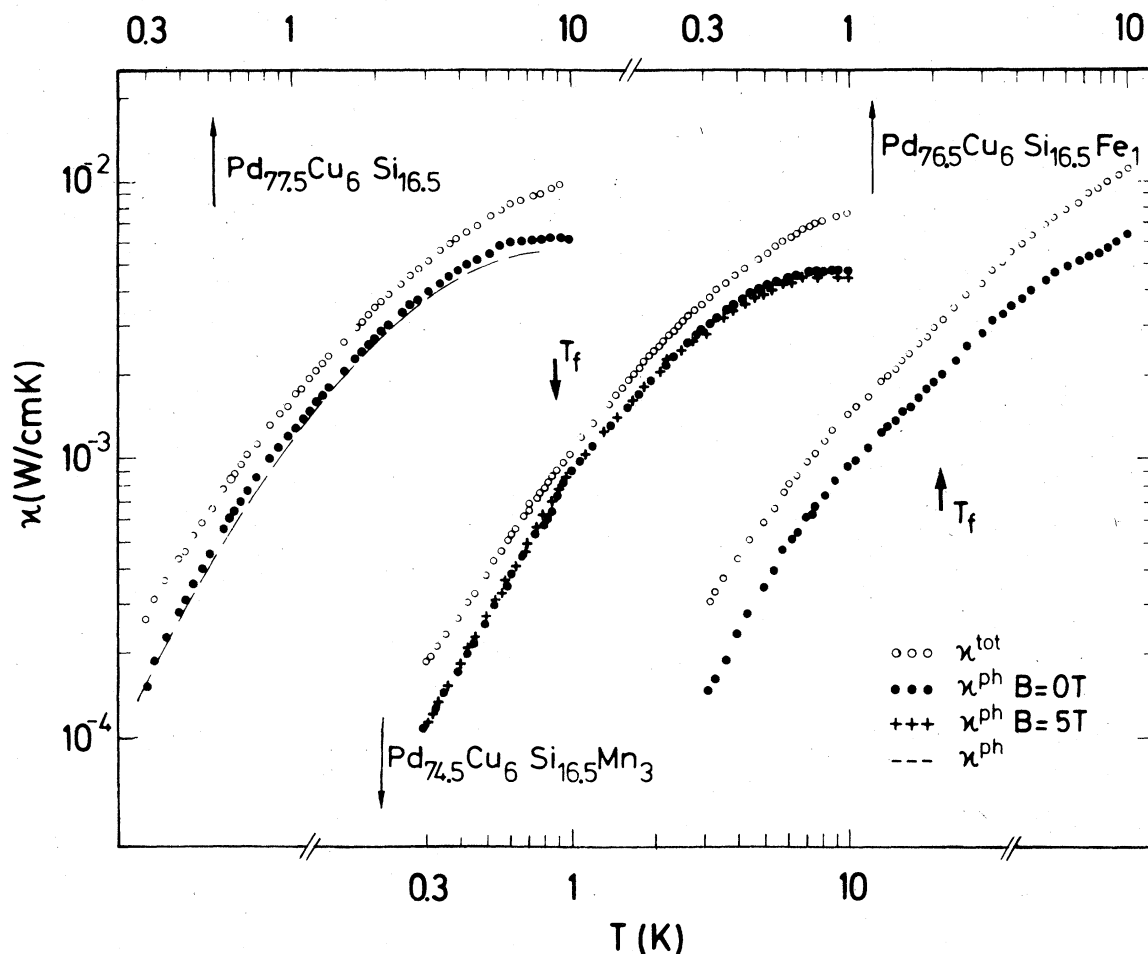 0.3 1 10 0.3 1 10
Pd77.5Cu6 Si16.5
Pd76.5Cu6 Si16.5Fe1
10-2
Tf
ϰ(W/cmK)
10-3
Tf
ϰtot
ϰph B=0T
ϰph B=5T
ϰph
10-4
Pd74.5Cu6 Si16.5Mn3
0.3 1 10
T (K)